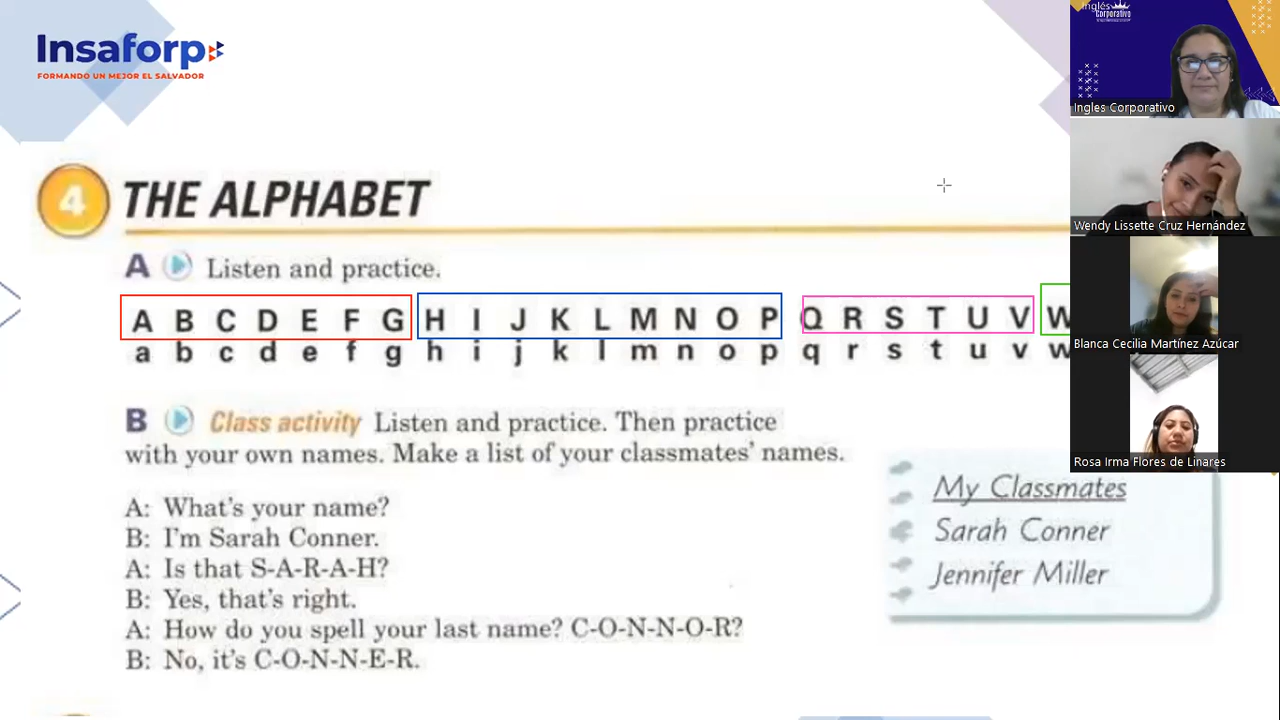 Insaforp
FORMANDO UN MEJOR EL SALVADOR
4 THE ALPHABET
A Listen and practice.
A B C D E F G H I J K L M N O P Q R S T U V W
a b c d e f g h i j k l m n o p q r s t u v w
B Class activity Listen and practice. Then practice
with your own names. Make a list of your classmates' names.
A: What's your name?
B: I'm Sarah Conner.
A: Is that S-A-R-A-H?
B: Yes, that's right.
A: How do you spell your last name? C-O-N-N-O-R?
B: No, it's C-O-N-N-E-R.
My Classmates
Sarah Conner
Jennifer Miller
Inglés
Corporativo
Ingles Corporativo
Wendy Lissette Cruz Hernández
Blanca Cecilia Martínez Azúcar
Rosa Irma Flores de Linares